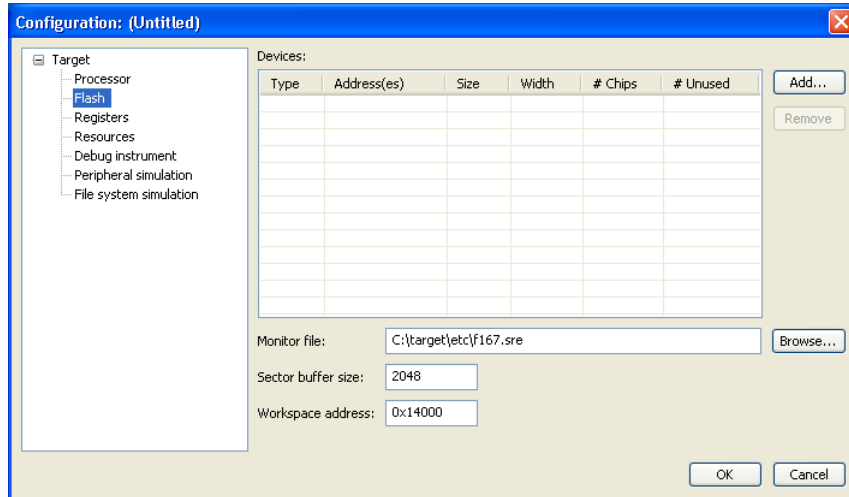 Configuration: (Untitled)
Target
Processor
Flash
Registers
Resources
Debug instrument
Peripheral simulation
File system simulation
Devices:
Type Address(es) Size Width # Chips # Unused
Add...
Remove
Monitor file: C:\target\etc\f167.sre Browse...
Sector buffer size: 2048
Workspace address: 0x14000
OK Cancel